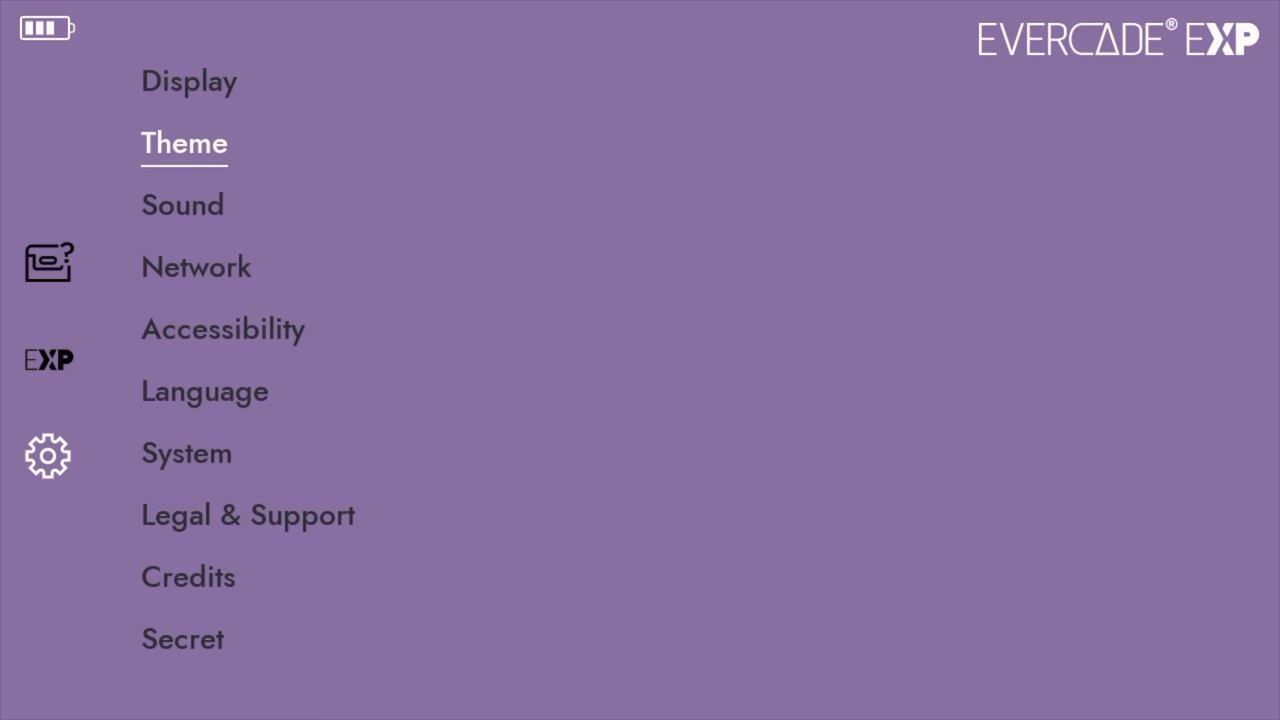 EVERCADE® EXP
Display
Theme
Sound
Network
Accessibility
EXP
Language
System
Legal & Support
Credits
Secret